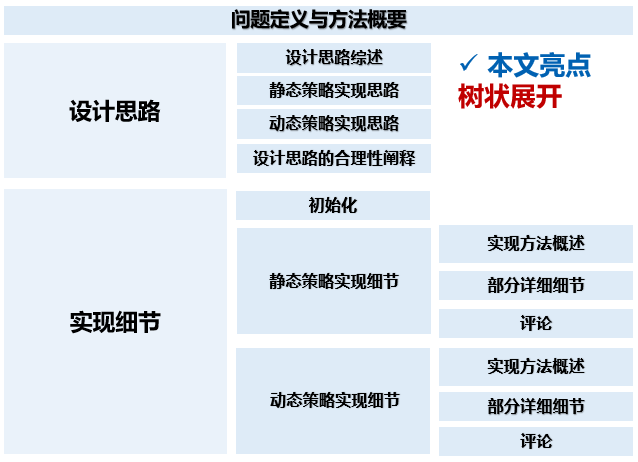 问题定义与方法概要
设计思路
设计思路综述
静态策略实现思路
动态策略实现思路
设计思路的合理性阐释
✓ 本文亮点
树状展开
实现细节
初始化
静态策略实现细节
实现方法概述
部分详细细节
评论
动态策略实现细节
实现方法概述
部分详细细节
评论